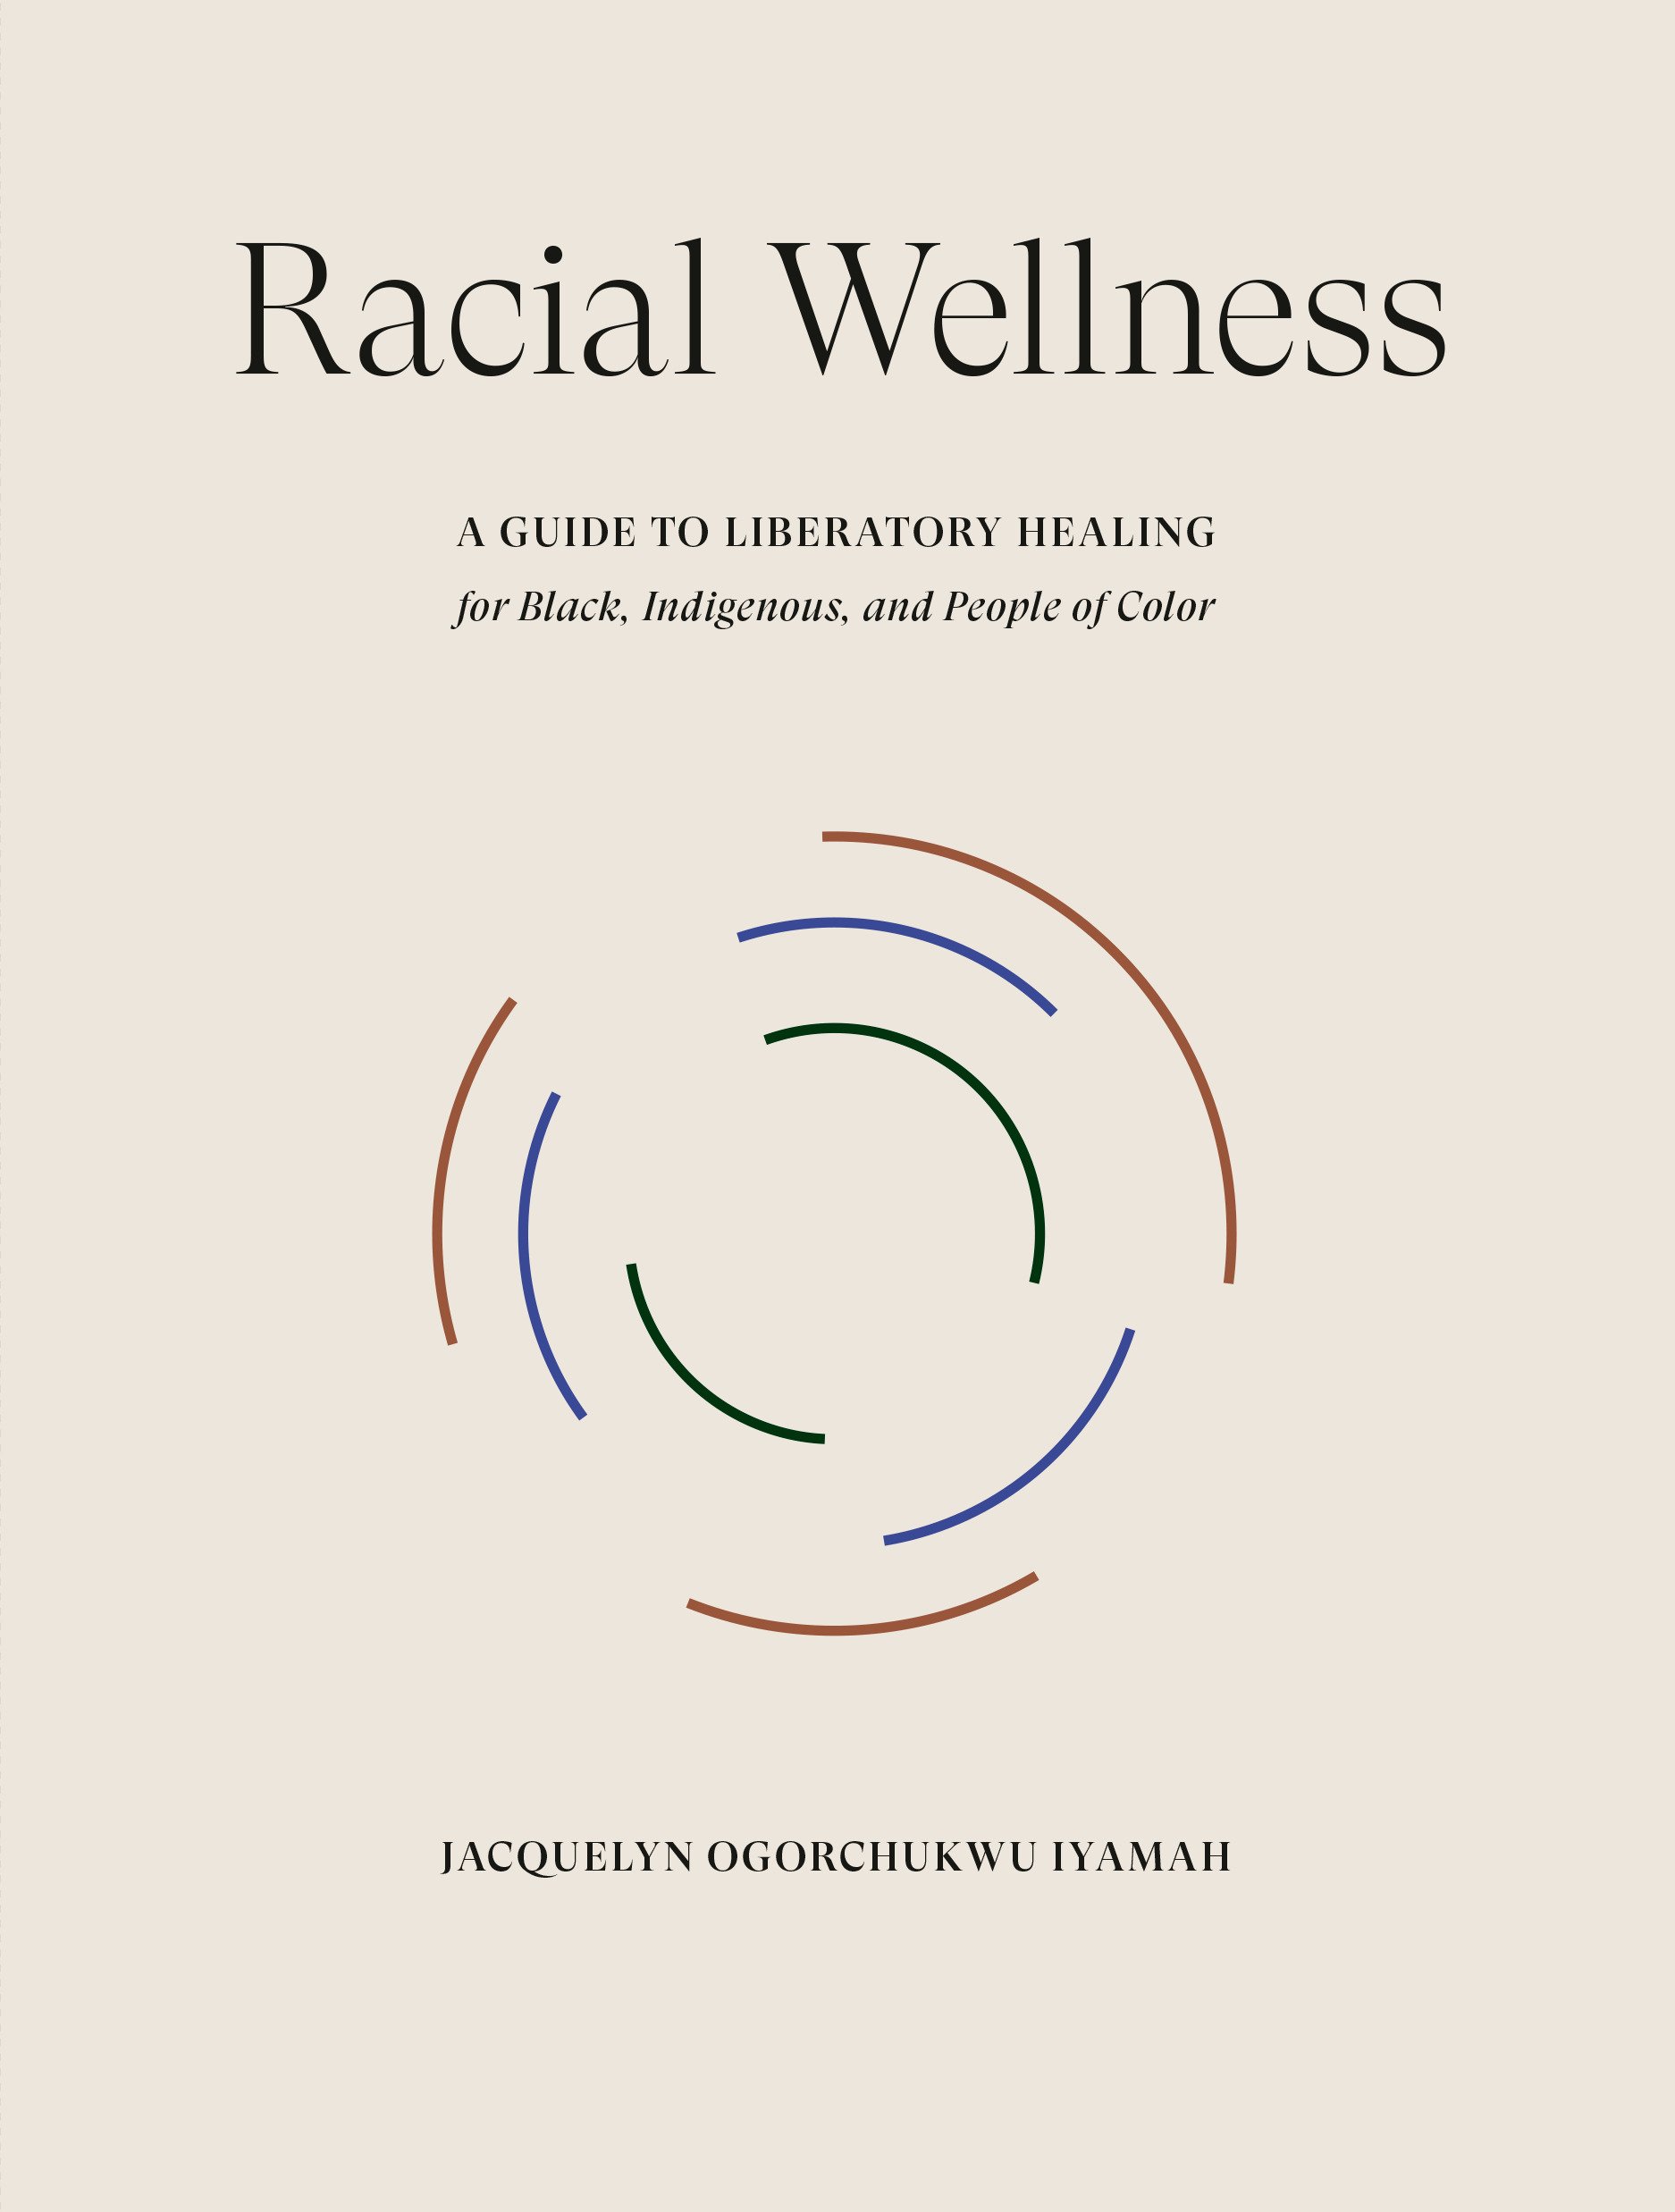 Racial Wellness
A GUIDE TO LIBERATORY HEALING
for Black, Indigenous, and People of Color
JACQUELYN OGORCHUKWU IYAMAH